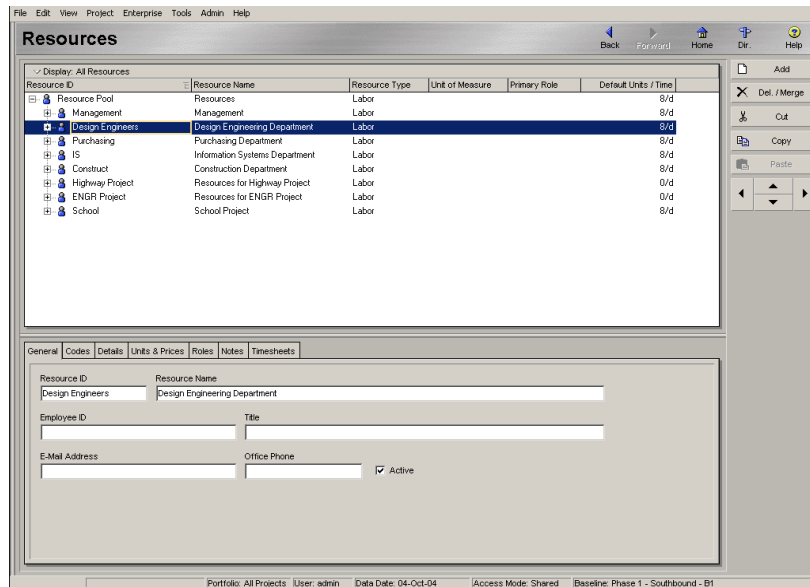 File Edit View Project Enterprise Tools Admin Help
Resources
Back Forward Home Dir. Help
Display: All Resources
Resource ID Resource Name Resource Type Unit of Measure Primary Role Default Units / Time
Resource Pool Resources Labor 8/d
Management Management Labor 8/d
Design Engineers Design Engineering Department Labor 8/d
Purchasing Purchasing Department Labor 8/d
IS Information Systems Department Labor 8/d
Construct Construction Department Labor 8/d
Highway Project Resources for Highway Project Labor 0/d
ENGR Project Resources for ENGR Project Labor 0/d
School School Project Labor 8/d
Add
Del. / Merge
Cut
Copy
Paste
General Codes Details Units & Prices Roles Notes Timesheets
Resource ID Resource Name
Design Engineers Design Engineering Department
Employee ID Title
E-Mail Address Office Phone
Active
Portfolio: All Projects User: admin Data Date: 04-Oct-04 Access Mode: Shared Baseline: Phase 1 - Southbound - B1